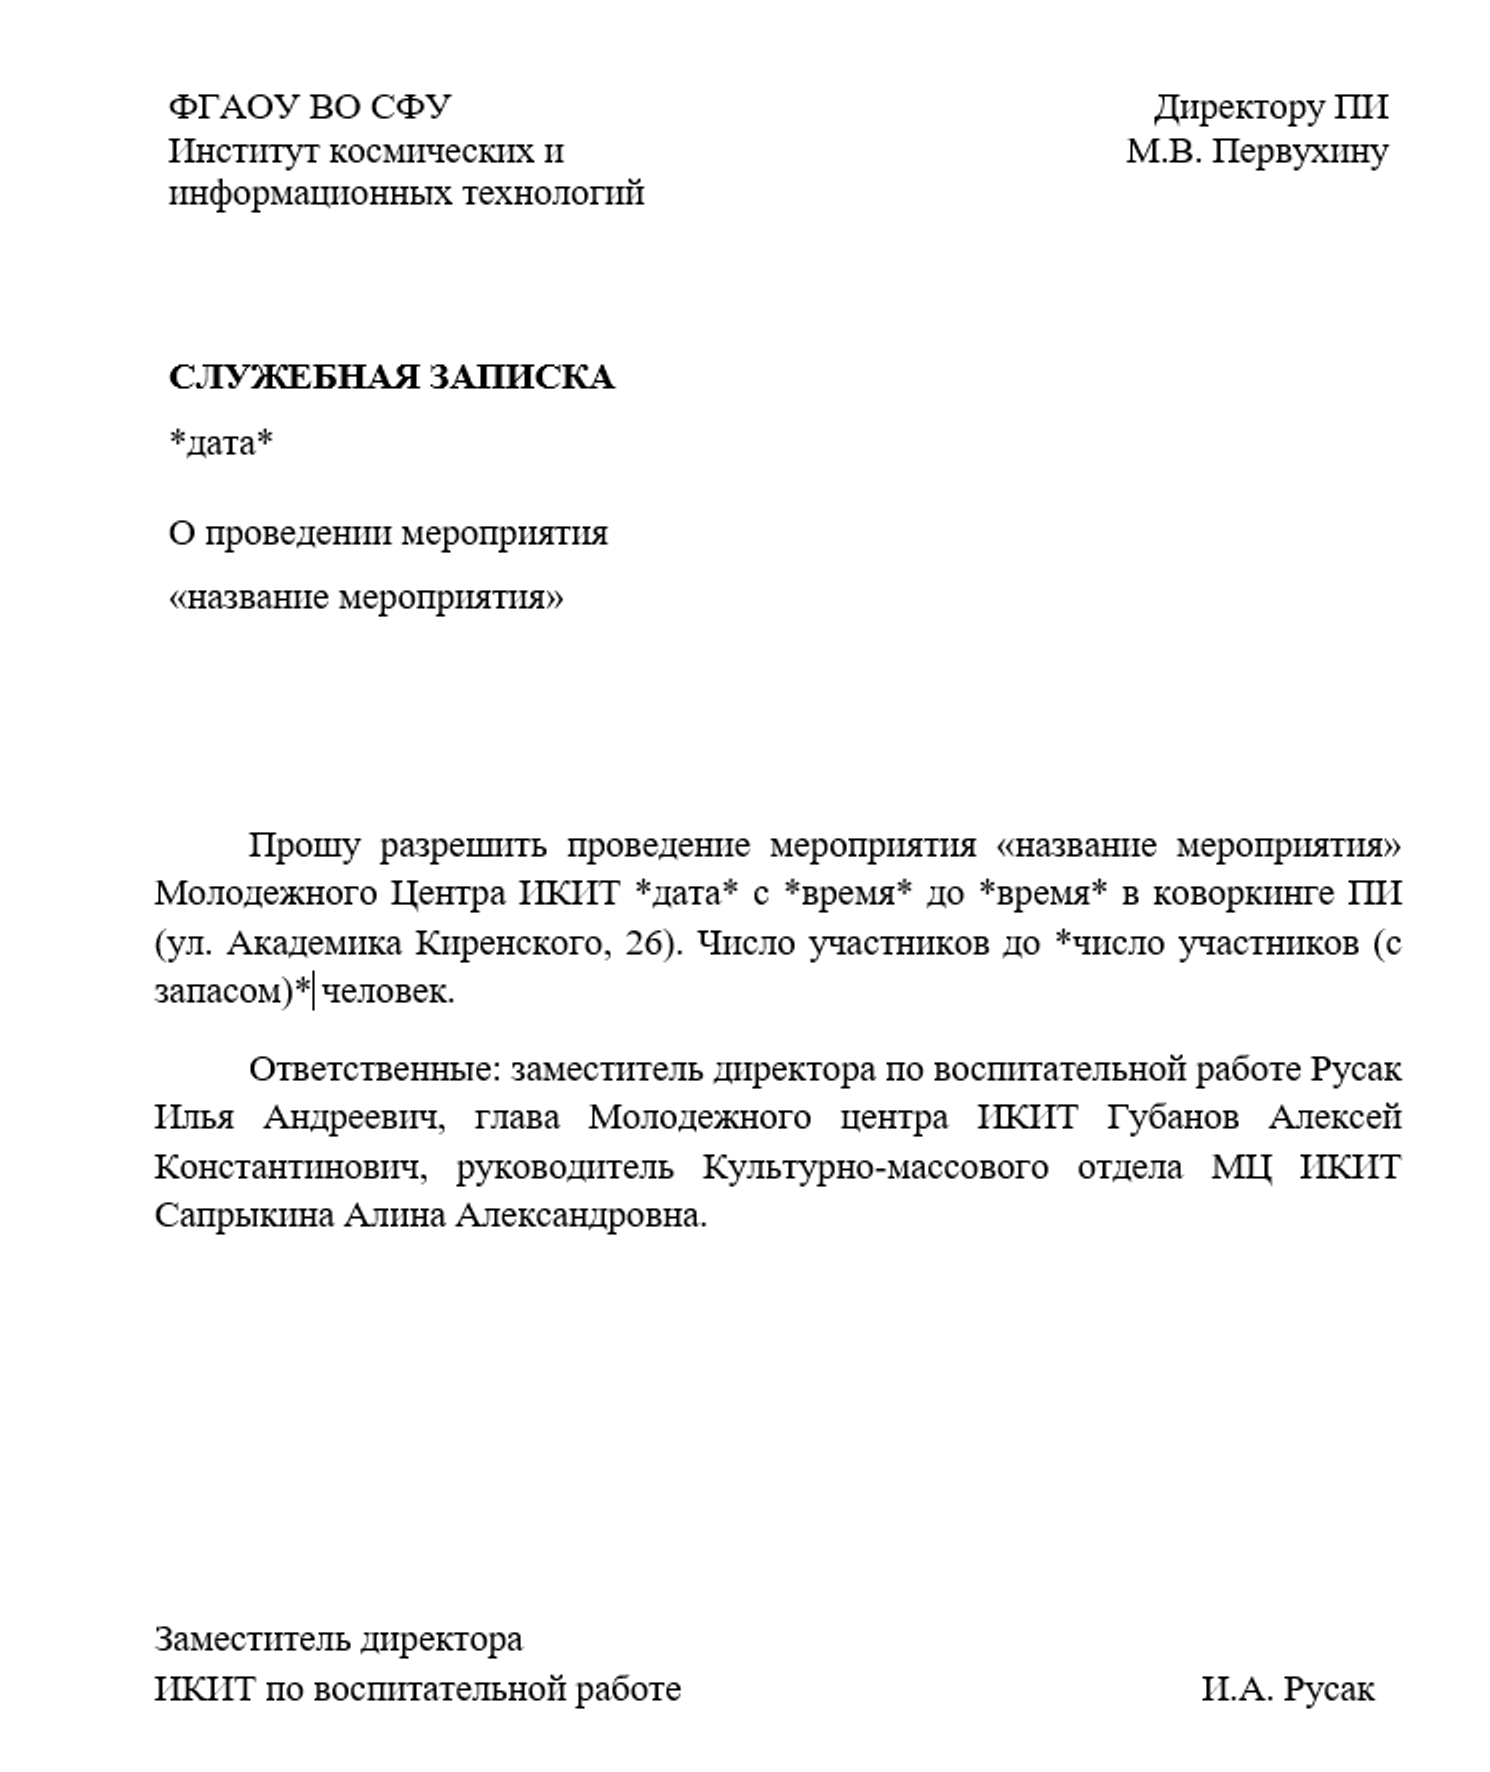 ФГАОУ ВО СФУ
Институт космических и
информационных технологий
Директору ПИ
М.В. Первухину
СЛУЖЕБНАЯ ЗАПИСКА
*дата*
О проведении мероприятия
«название мероприятия»
Прошу разрешить проведение мероприятия «название мероприятия»
Молодежного Центра ИКИТ *дата* с *время* до *время* в коворкинге ПИ
(ул. Академика Киренского, 26). Число участников до *число участников (с
запасом)* человек.
Ответственные: заместитель директора по воспитательной работе Русак
Илья Андреевич, глава Молодежного центра ИКИТ Губанов Алексей
Константинович, руководитель Культурно-массового отдела МЦ ИКИТ
Сапрыкина Алина Александровна.
Заместитель директора
ИКИТ по воспитательной работе И.А. Русак